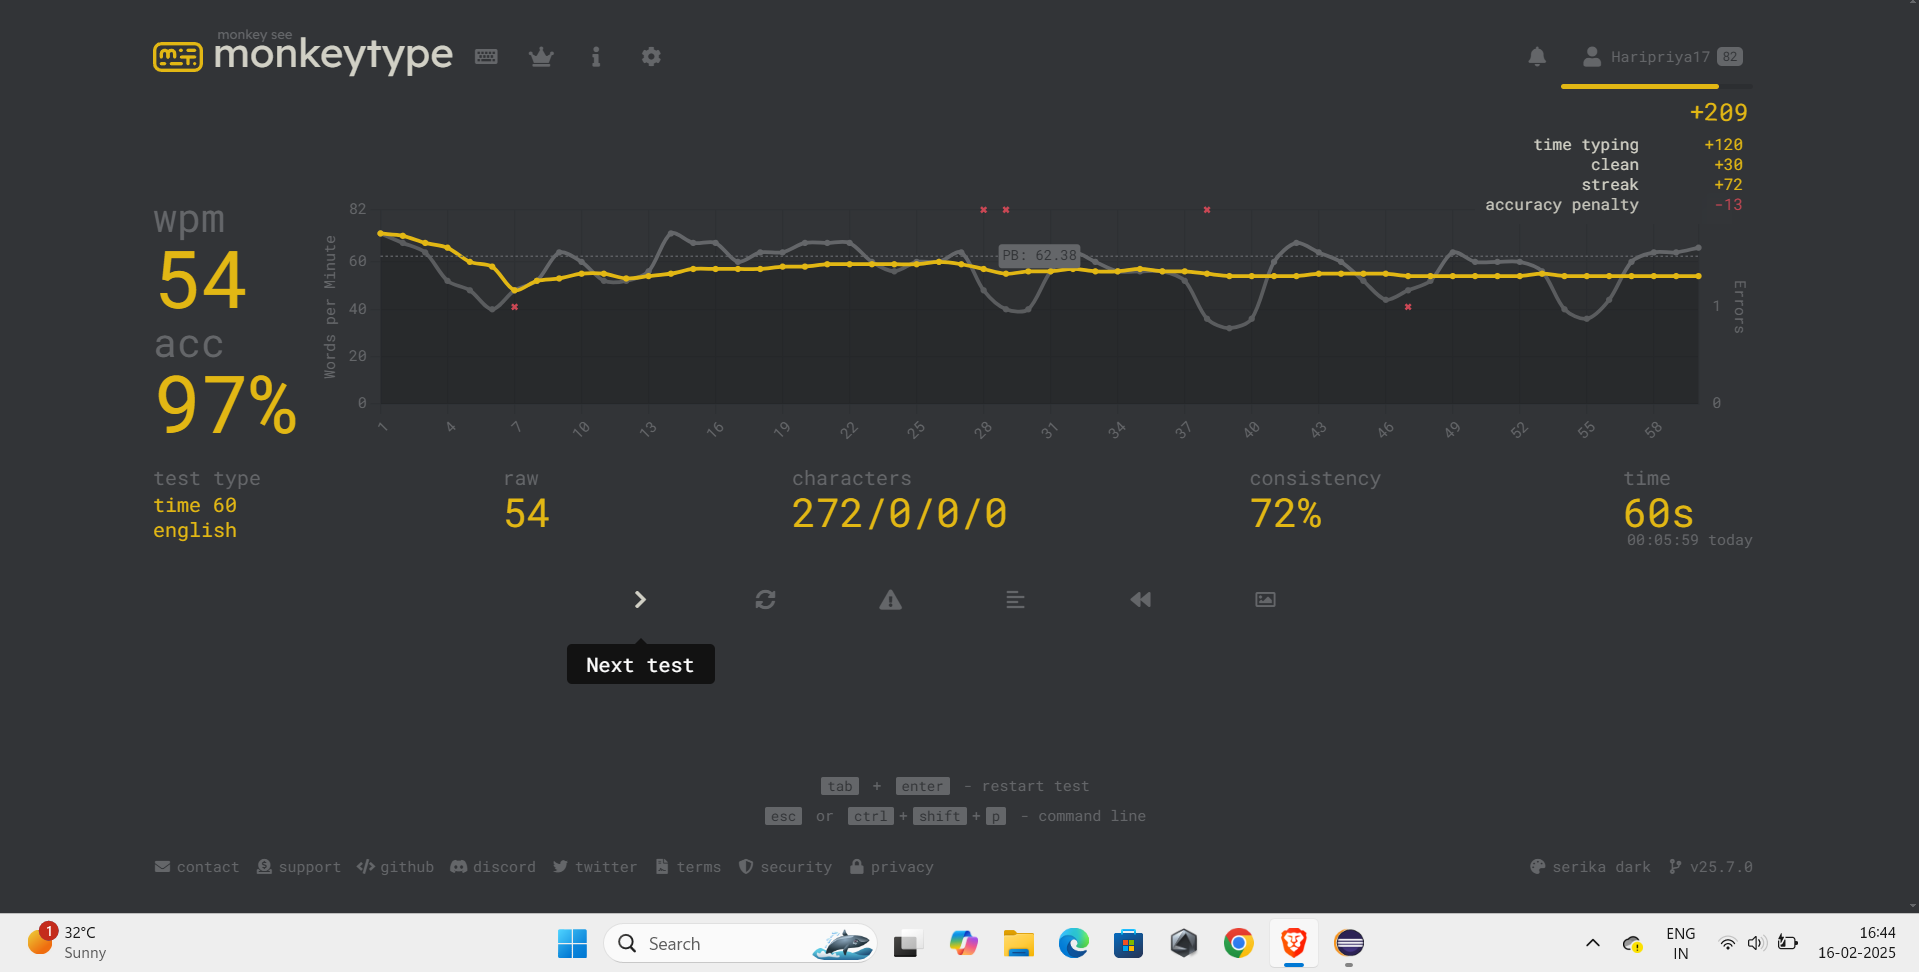 monkey see
monkeytype
Haripriya17 82
+209
time typing +120
clean +30
streak +72
accuracy penalty -13
wpm
54
acc
97%
Words per Minute
82
60
40
20
0
PB: 62.38
Errors
1
0
1 4 7 10 13 16 19 22 25 28 31 34 37 40 43 46 49 52 55 58
test type
time 60
english
raw
54
characters
272/0/0/0
consistency
72%
time
60s
00:05:59 today
Next test
tab + enter - restart test
esc or ctrl + shift + p - command line
contact support github discord twitter terms security privacy
serika dark v25.7.0
1
32°C
Sunny
Search
ENG
IN
16:44
16-02-2025